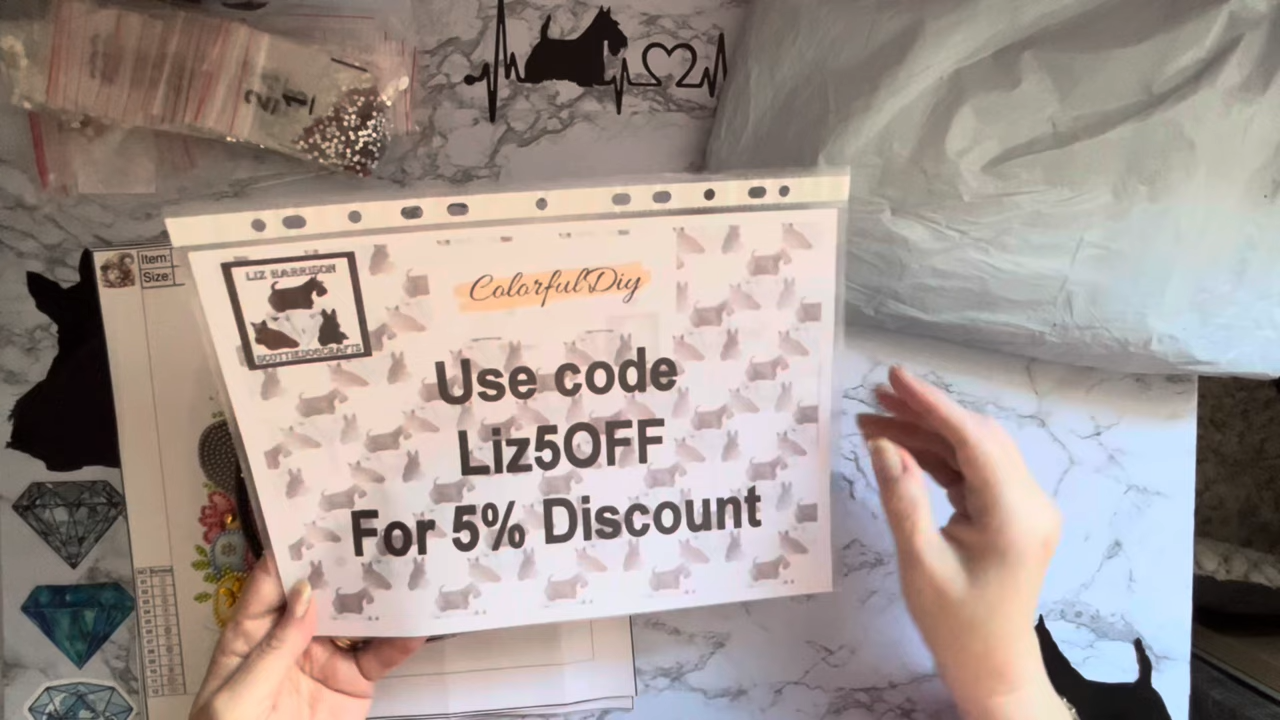 Item:
Size:
LIZ HARRISON
SCOTTIEDOGCRAFTS
ColorfulDiy
Use code
Liz5OFF
For 5% Discount